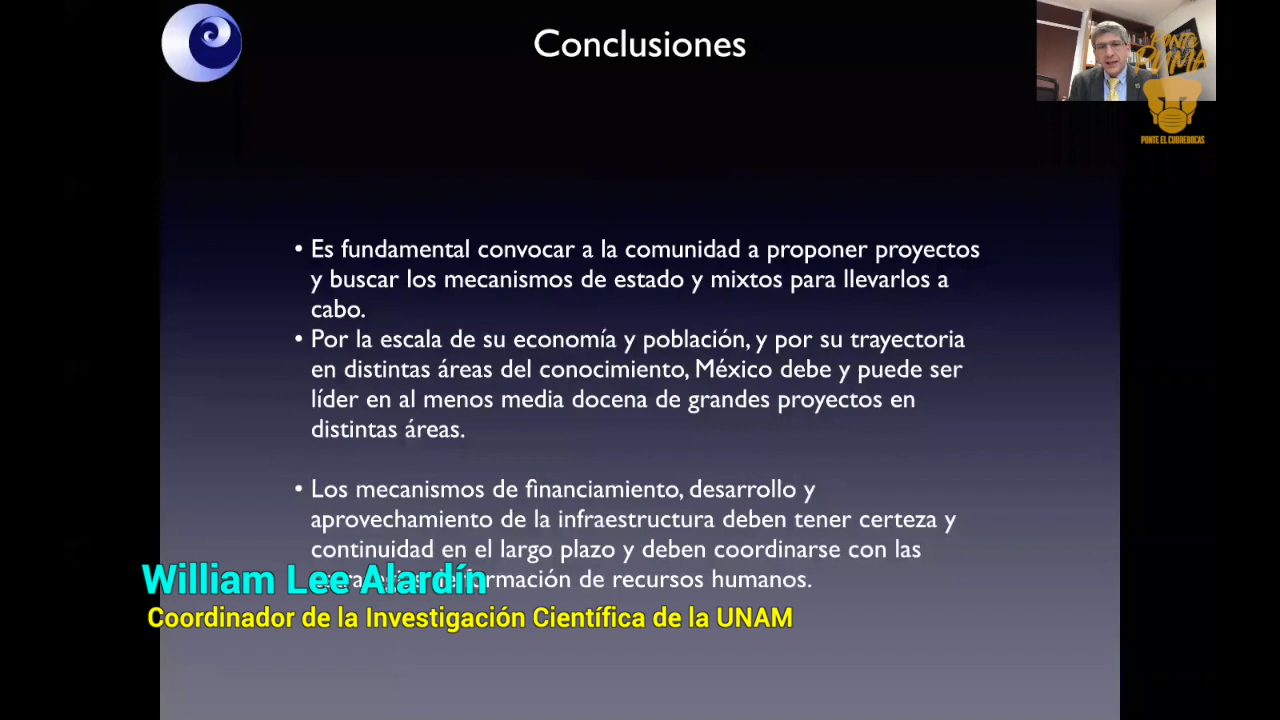 Conclusiones
PONTE
PUMA
PONTE EL CUBREBOCAS
• Es fundamental convocar a la comunidad a proponer proyectos
y buscar los mecanismos de estado y mixtos para llevarlos a
cabo.
• Por la escala de su economía y población, y por su trayectoria
en distintas áreas del conocimiento, México debe y puede ser
líder en al menos media docena de grandes proyectos en
distintas áreas.
• Los mecanismos de financiamiento, desarrollo y
aprovechamiento de la infraestructura deben tener certeza y
continuidad en el largo plazo y deben coordinarse con las
formación de recursos humanos.
William Lee Alardín
Coordinador de la Investigación Científica de la UNAM